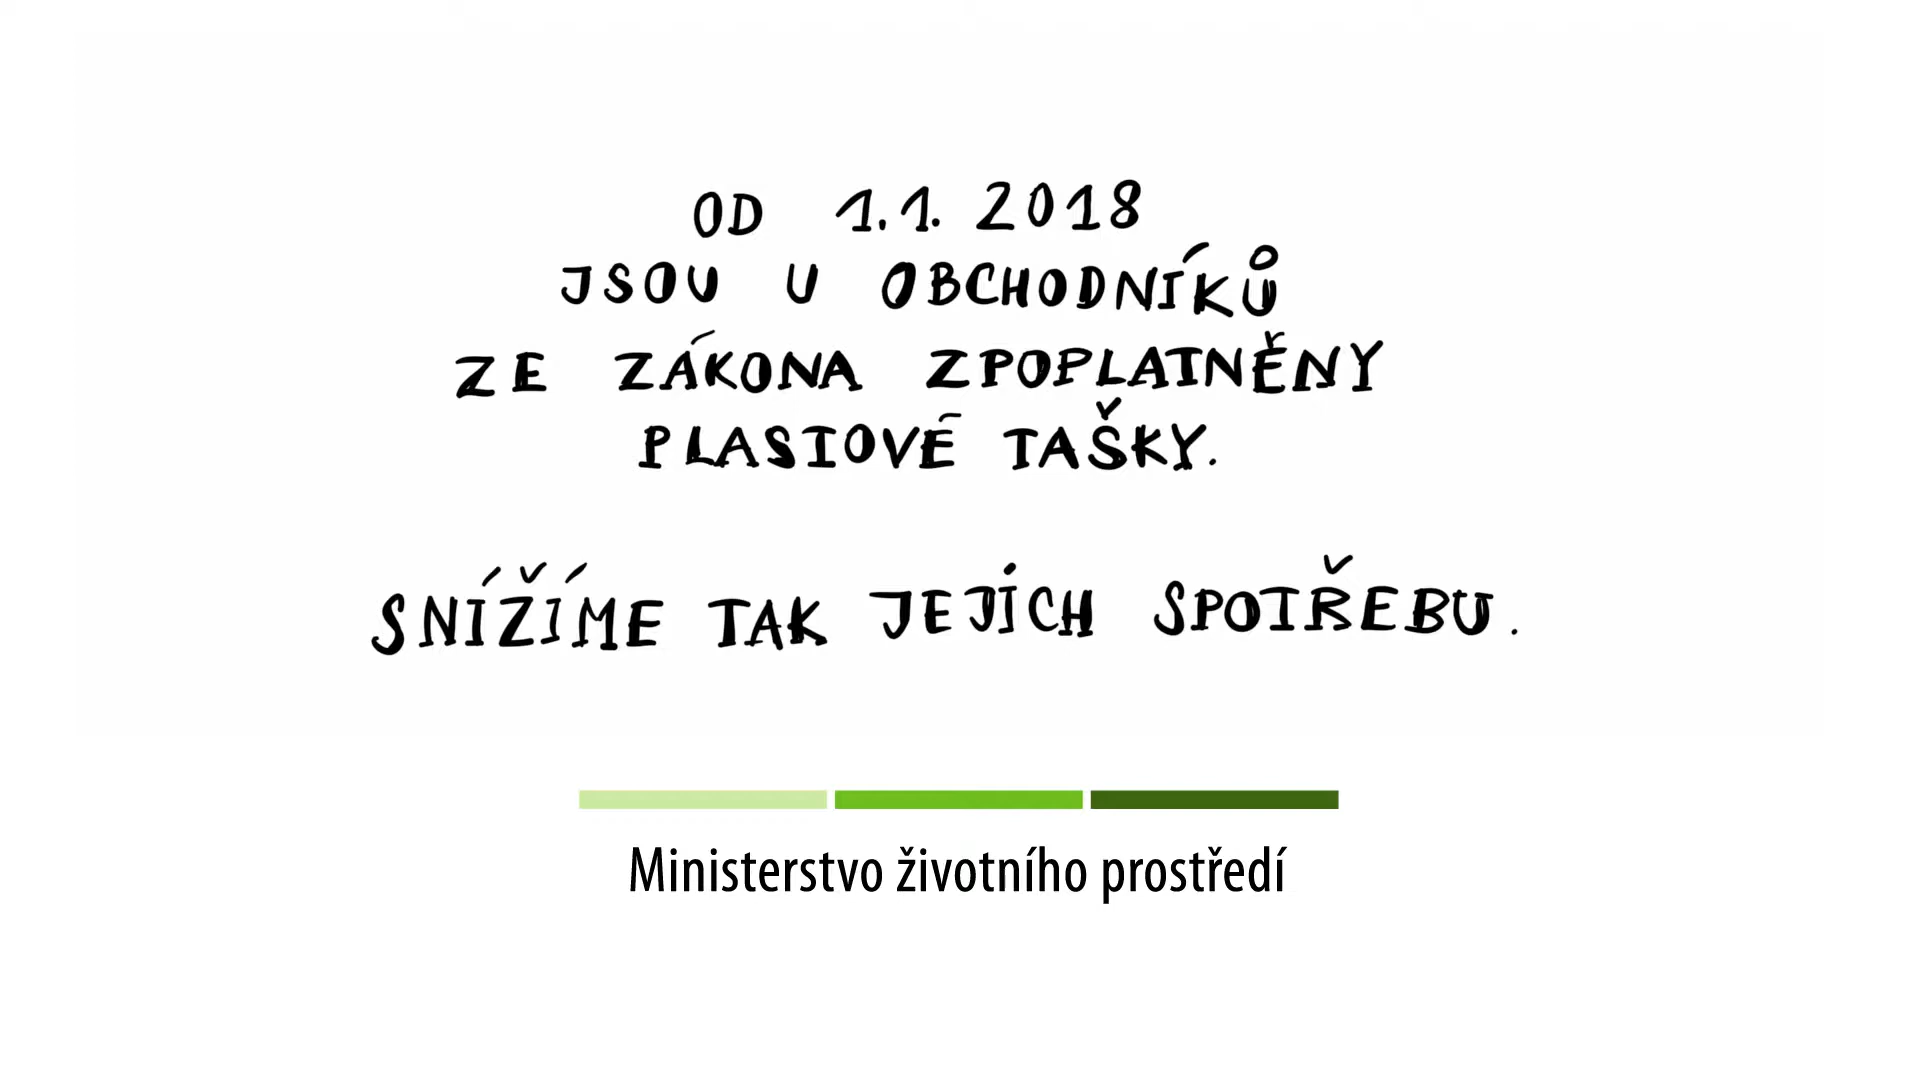 OD 1.1. 2018
JSOU U OBCHODNÍKŮ
ZE ZÁKONA ZPOPLATNĚNY
PLASTOVÉ TAŠKY.
SNÍŽÍME TAK JEJICH SPOTŘEBU.
Ministerstvo životního prostředí